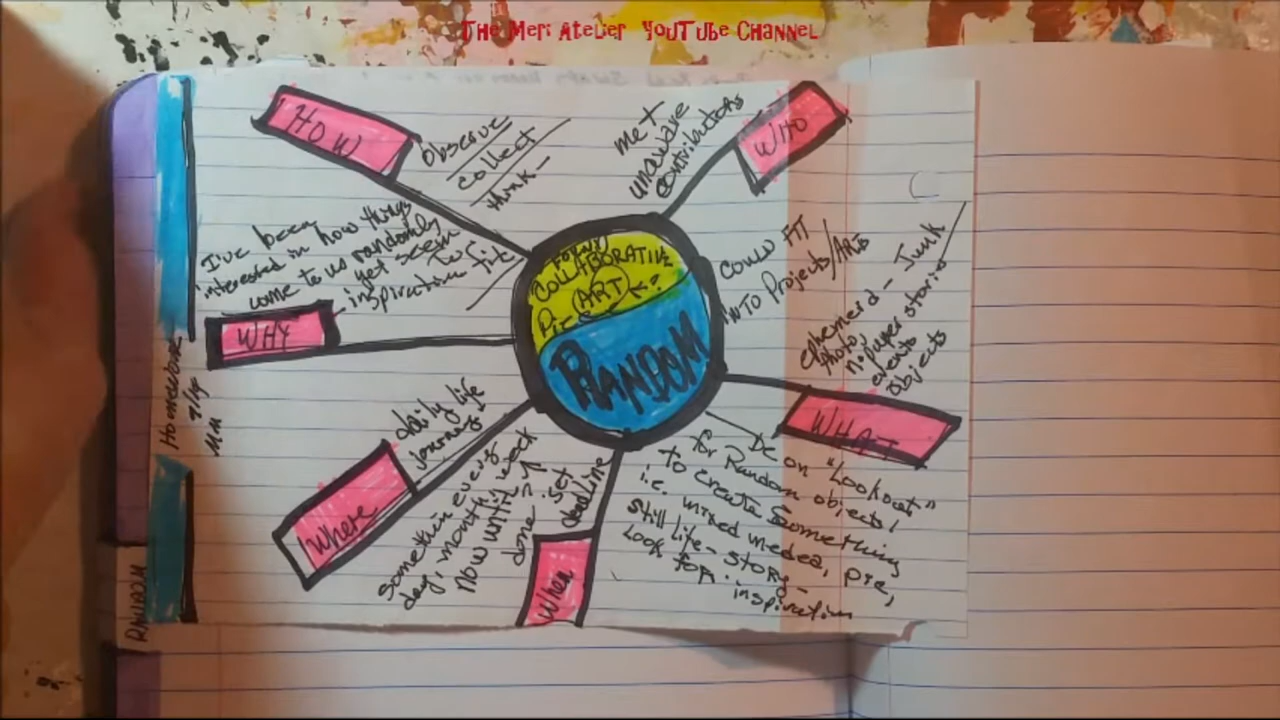 The Meri Atelier YouTube Channel
HOW
observe
collect
think -
met
unaware
contributors
WHO
I've been
interested in how things
come to us randomly
yet seem
to fit
inspiration
WHY
COLLABORATIVE
ART
Piece
RANDOM
COULD FIT
INTO Projects/Arts
ephemera - Junk
photo,
paper stories
events
objects
WHAT
Homework
7/14
MM
daily life
journey
Where
something every
day, month, week
now until
done
set
deadline
When
be on "Lookout"
for Random objects!
to create something
i.e. mixed media,
still life - story -
Look for inspiration
RANDOM